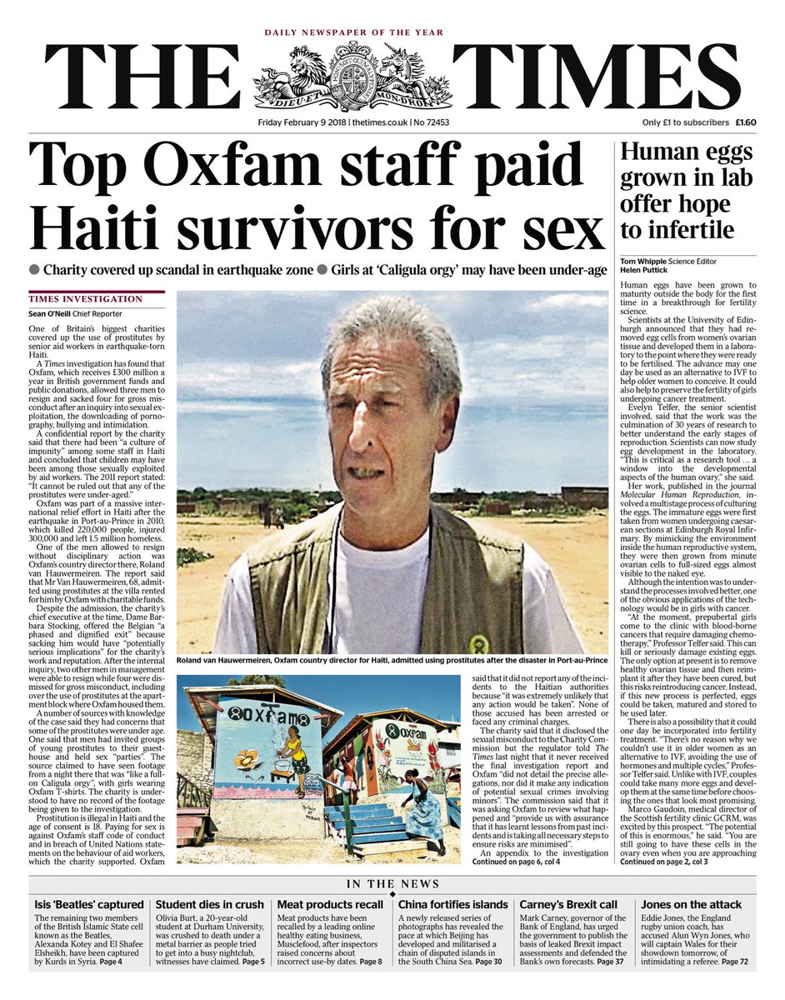 DAILY NEWSPAPER OF THE YEAR
THE TIMES
DIEU·ET MON·DROIT
Friday February 9 2018 | thetimes.co.uk | No 72453
Only £1 to subscribers £1.60
Top Oxfam staff paid
Haiti survivors for sex
● Charity covered up scandal in earthquake zone ● Girls at ‘Caligula orgy’ may have been under-age
TIMES INVESTIGATION
Sean O'Neill Chief Reporter
One of Britain's biggest charities
covered up the use of prostitutes by
senior aid workers in earthquake-torn
Haiti.
A Times investigation has found that
Oxfam, which receives £300 million a
year in British government funds and
public donations, allowed three men to
resign and sacked four for gross mis-
conduct after an inquiry into sexual ex-
ploitation, the downloading of porno-
graphy, bullying and intimidation.
A confidential report by the charity
said that there had been “a culture of
impunity” among some staff in Haiti
and concluded that children may have
been among those sexually exploited
by aid workers. The 2011 report stated:
“It cannot be ruled out that any of the
prostitutes were under-aged.”
Oxfam was part of a massive inter-
national relief effort in Haiti after the
earthquake in Port-au-Prince in 2010,
which killed 220,000 people, injured
300,000 and left 1.5 million homeless.
One of the men allowed to resign
without disciplinary action was
Oxfam's country director there, Roland
van Hauwermeiren. The report said
that Mr Van Hauwermeiren, 68, admit-
ted using prostitutes at the villa rented
for him by Oxfam with charitable funds.
Despite the admission, the charity's
chief executive at the time, Dame Bar-
bara Stocking, offered the Belgian “a
phased and dignified exit” because
sacking him would have “potentially
serious implications” for the charity's
work and reputation. After the internal
inquiry, two other men in management
were able to resign while four were dis-
missed for gross misconduct, including
over the use of prostitutes at the apart-
ment block where Oxfam housed them.
A number of sources with knowledge
of the case said they had concerns that
some of the prostitutes were under age.
One said that men had invited groups
of young prostitutes to their guest-
house and held sex “parties”. The
source claimed to have seen footage
from a night there that was “like a full-
on Caligula orgy”, with girls wearing
Oxfam T-shirts. The charity is under-
stood to have no record of the footage
being given to the investigation.
Prostitution is illegal in Haiti and the
age of consent is 18. Paying for sex is
against Oxfam's staff code of conduct
and in breach of United Nations state-
ments on the behaviour of aid workers,
which the charity supported. Oxfam
Roland van Hauwermeiren, Oxfam country director for Haiti, admitted using prostitutes after the disaster in Port-au-Prince
Oxfam
Oxfam
said that it did not report any of the inci-
dents to the Haitian authorities
because “it was extremely unlikely that
any action would be taken”. None of
those accused has been arrested or
faced any criminal charges.
The charity said that it disclosed the
sexual misconduct to the Charity Com-
mission but the regulator told The
Times last night that it never received
the final investigation report and
Oxfam “did not detail the precise alle-
gations, nor did it make any indication
of potential sexual crimes involving
minors”. The commission said that it
was asking Oxfam to review what hap-
pened and “provide us with assurance
that it has learnt lessons from past inci-
dents and is taking all necessary steps to
ensure risks are minimised”.
An appendix to the investigation
Continued on page 6, col 4
Human eggs
grown in lab
offer hope
to infertile
Tom Whipple Science Editor
Helen Puttick
Human eggs have been grown to
maturity outside the body for the first
time in a breakthrough for fertility
science.
Scientists at the University of Edin-
burgh announced that they had re-
moved egg cells from women's ovarian
tissue and developed them in a labora-
tory to the point where they were ready
to be fertilised. The advance may one
day be used as an alternative to IVF to
help older women to conceive. It could
also help to preserve the fertility of girls
undergoing cancer treatment.
Evelyn Telfer, the senior scientist
involved, said that the work was the
culmination of 30 years of research to
better understand the early stages of
reproduction. Scientists can now study
egg development in the laboratory.
“This is critical as a research tool ... a
window into the developmental
aspects of the human ovary,” she said.
Her work, published in the journal
Molecular Human Reproduction, in-
volved a multistage process of culturing
the eggs. The immature eggs were first
taken from women undergoing caesar-
ean sections at Edinburgh Royal Infir-
mary. By mimicking the environment
inside the human reproductive system,
they were then grown from minute
ovarian cells to full-sized eggs almost
visible to the naked eye.
Although the intention was to under-
stand the processes involved better, one
of the obvious applications of the tech-
nology would be in girls with cancer.
“At the moment, prepubertal girls
come to the clinic with blood-borne
cancers that require damaging chemo-
therapy,” Professor Telfer said. This can
kill or seriously damage existing eggs.
The only option at present is to remove
healthy ovarian tissue and then reim-
plant it after they have been cured, but
this risks reintroducing cancer. Instead,
if this new process is perfected, eggs
could be taken, matured and stored to
be used later.
There is also a possibility that it could
one day be incorporated into fertility
treatment. “There's no reason why we
couldn't use it in older women as an
alternative to IVF, avoiding the use of
hormones and multiple cycles,” Profes-
sor Telfer said. Unlike with IVF, couples
could take many more eggs and devel-
op them at the same time before choos-
ing the ones that look most promising.
Marco Gaudoin, medical director of
the Scottish fertility clinic GCRM, was
excited by this prospect. “The potential
of this is enormous,” he said. “You are
still going to have these cells in the
ovary even when you are approaching
Continued on page 2, col 3
IN THE NEWS
Isis ‘Beatles’ captured
The remaining two members
of the British Islamic State cell
known as the Beatles,
Alexanda Kotey and El Shafee
Elsheikh, have been captured
by Kurds in Syria. Page 4
Student dies in crush
Olivia Burt, a 20-year-old
student at Durham University,
was crushed to death under a
metal barrier as people tried
to get into a busy nightclub,
witnesses have claimed. Page 5
Meat products recall
Meat products have been
recalled by a leading online
healthy eating business,
Musclefood, after inspectors
raised concerns about
incorrect use-by dates. Page 8
China fortifies islands
A newly released series of
photographs has revealed the
pace at which Beijing has
developed and militarised a
chain of disputed islands in
the South China Sea. Page 30
Carney's Brexit call
Mark Carney, governor of the
Bank of England, has urged
the government to publish the
basis of leaked Brexit impact
assessments and defended the
Bank's own forecasts. Page 37
Jones on the attack
Eddie Jones, the England
rugby union coach, has
accused Alun Wyn Jones, who
will captain Wales for their
showdown tomorrow, of
intimidating a referee. Page 72